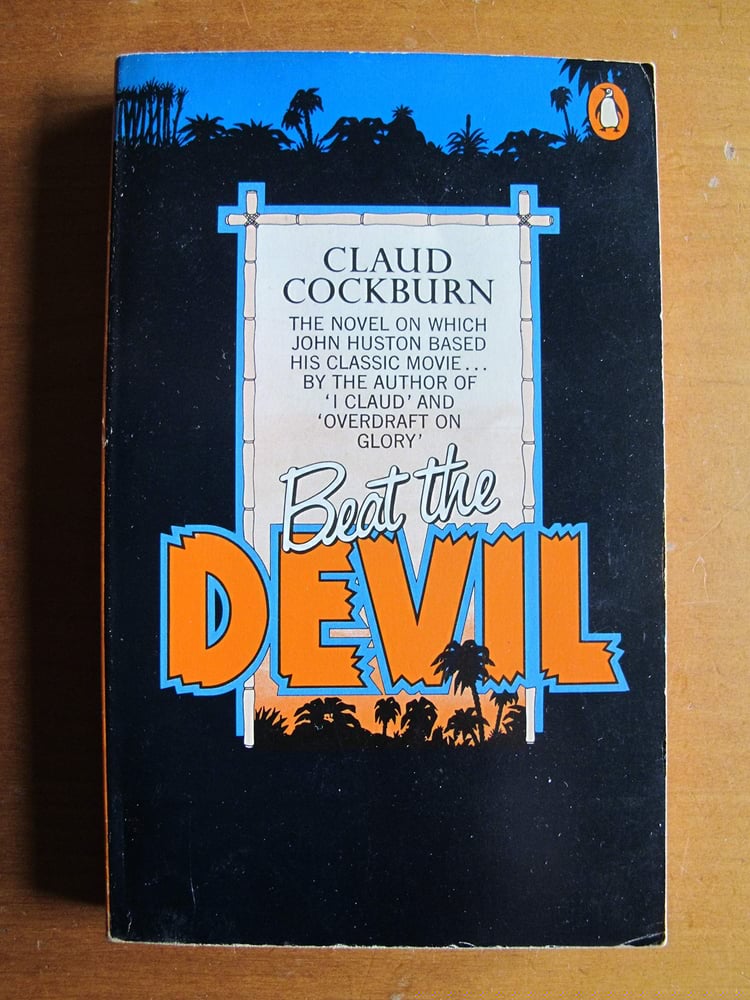 CLAUD
COCKBURN
THE NOVEL ON WHICH
JOHN HUSTON BASED
HIS CLASSIC MOVIE...
BY THE AUTHOR OF
'I CLAUD' AND
'OVERDRAFT ON
GLORY'
Beat the
DEVIL